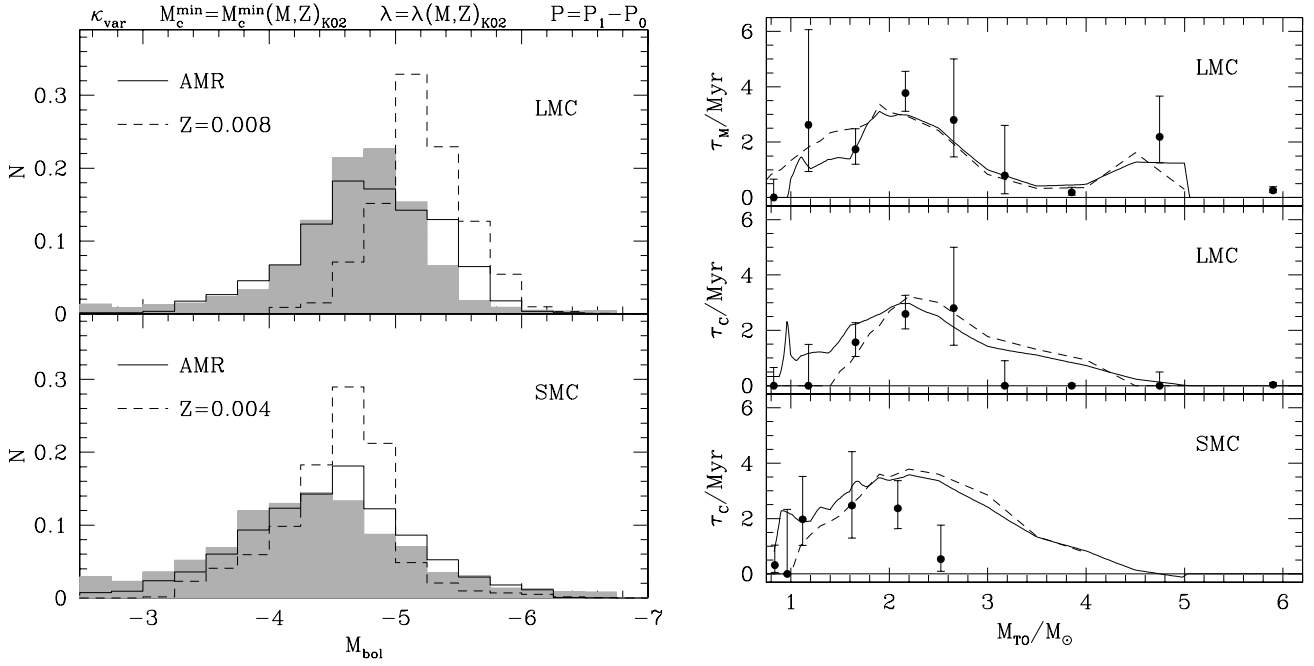 κvar Mcmin=Mcmin(M,Z)K02 λ=λ(M,Z)K02 P=P1−P0
AMR
Z=0.008
LMC
N
0.3
0.2
0.1
0
AMR
Z=0.004
SMC
N
0.3
0.2
0.1
0
−3 −4 −5 −6 −7
Mbol
LMC
τM/Myr
6
4
2
0
LMC
τC/Myr
6
4
2
0
SMC
τC/Myr
6
4
2
0
1 2 3 4 5 6
MTO/M⊙